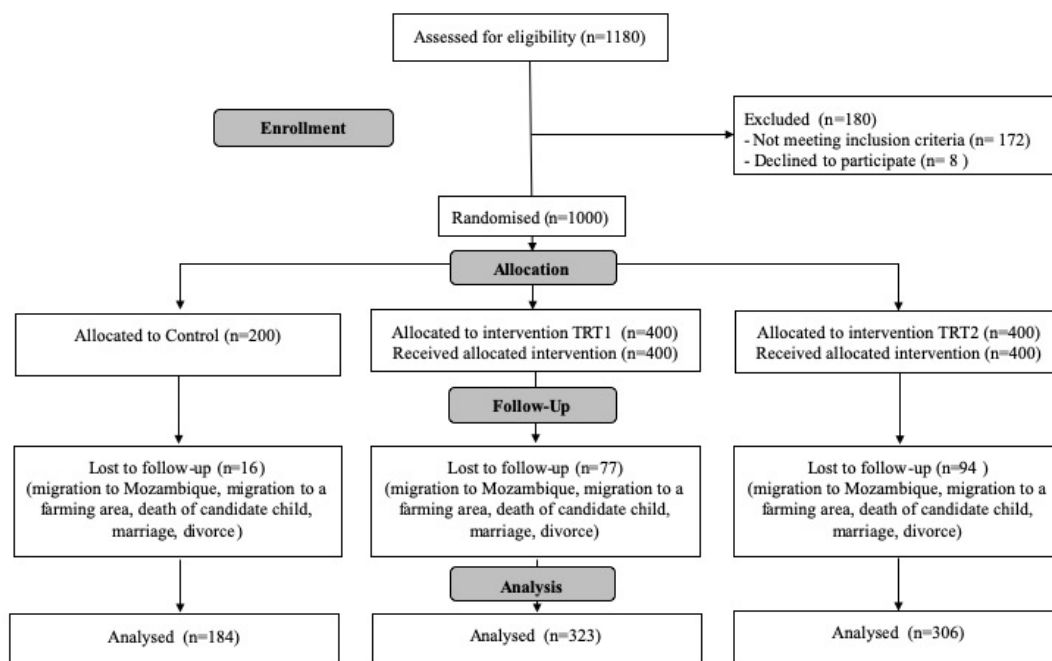 Assessed for eligibility (n=1180)
Enrollment
Excluded (n=180)
- Not meeting inclusion criteria (n= 172)
- Declined to participate (n= 8 )
Randomised (n=1000)
Allocation
Allocated to Control (n=200)
Allocated to intervention TRT1 (n=400)
Received allocated intervention (n=400)
Allocated to intervention TRT2 (n=400)
Received allocated intervention (n=400)
Follow-Up
Lost to follow-up (n=16)
(migration to Mozambique, migration to a
farming area, death of candidate child,
marriage, divorce)
Lost to follow-up (n=77)
(migration to Mozambique, migration to a
farming area, death of candidate child,
marriage, divorce)
Lost to follow-up (n=94 )
(migration to Mozambique, migration to a
farming area, death of candidate child,
marriage, divorce)
Analysis
Analysed (n=184)
Analysed (n=323)
Analysed (n=306)